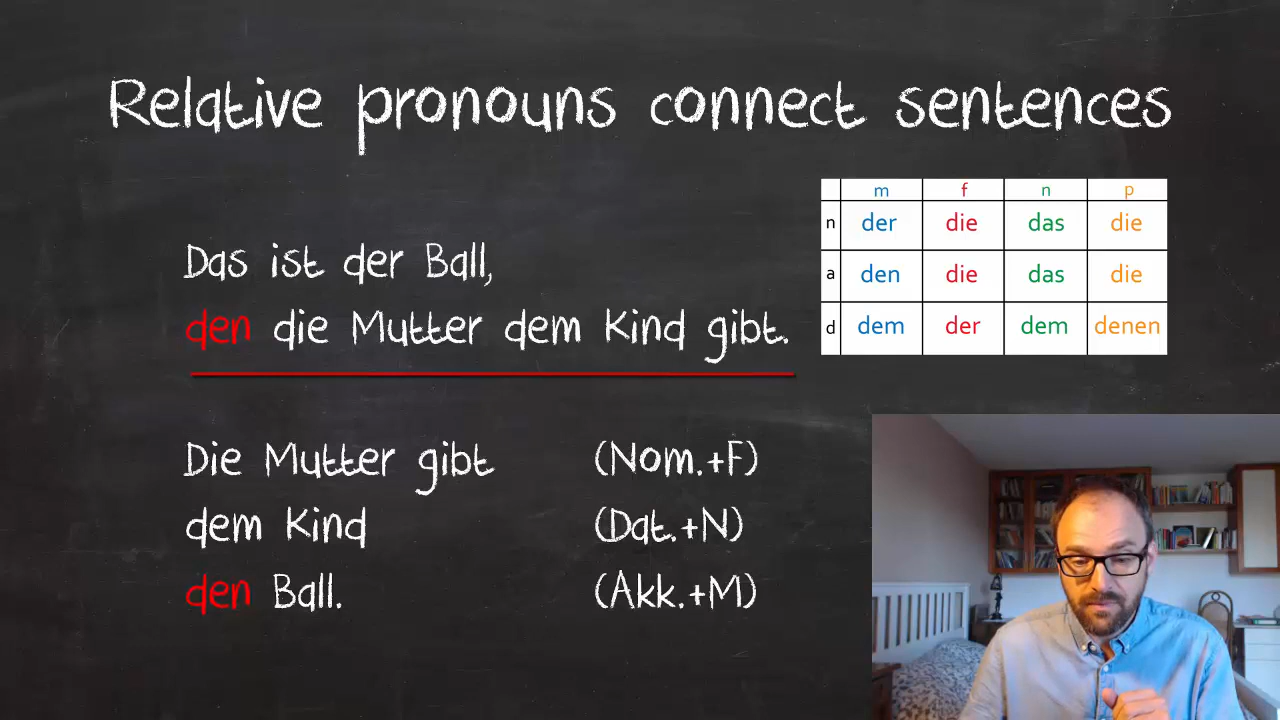 Relative pronouns connect sentences
Das ist der Ball,
den die Mutter dem Kind gibt.
m f n p
n der die das die
a den die das die
d dem der dem denen
Die Mutter gibt (Nom.+F)
dem Kind (Dat.+N)
den Ball. (Akk.+M)